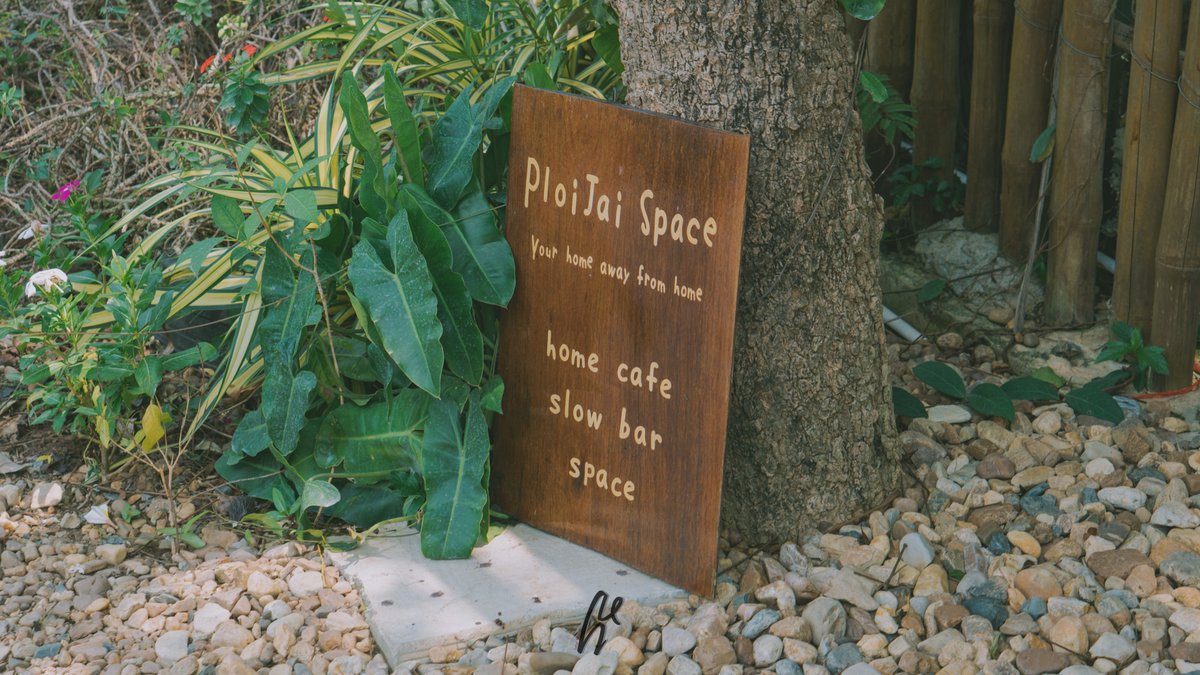 PloiJai Space
Your home away from home
home cafe
slow bar
space